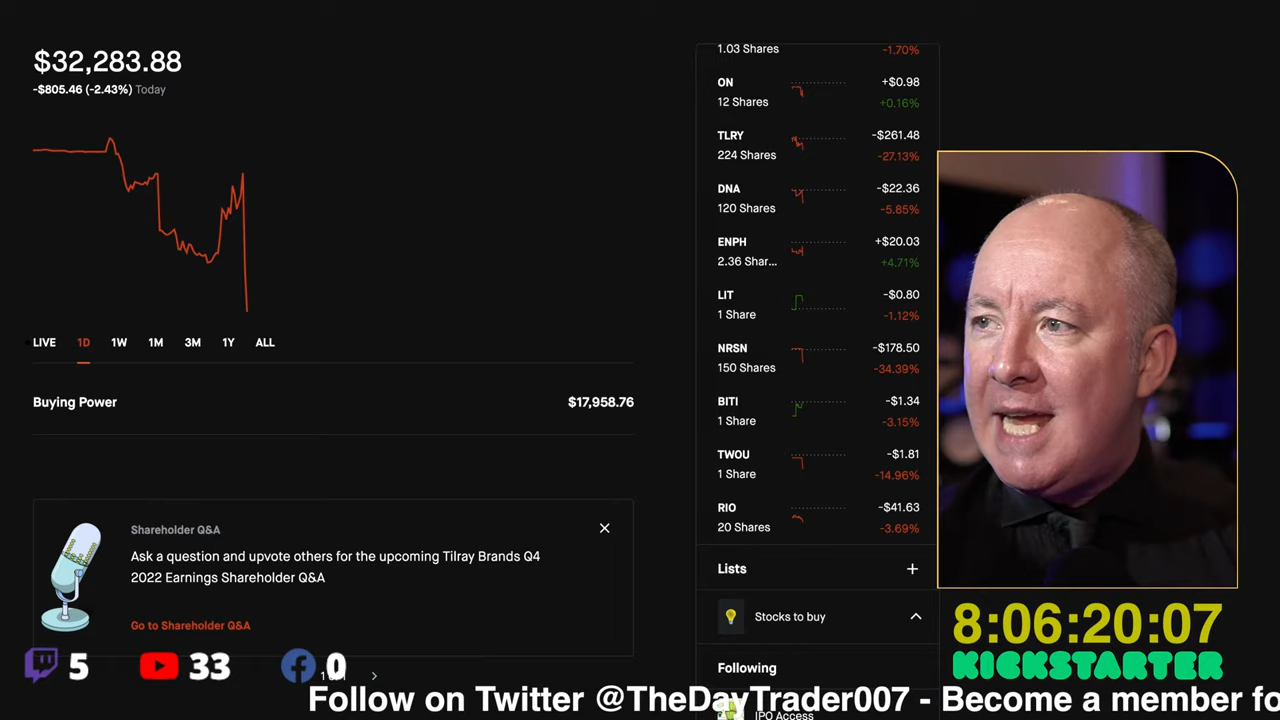 $32,283.88
-$805.46 (-2.43%) Today
LIVE 1D 1W 1M 3M 1Y ALL
Buying Power $17,958.76
Shareholder Q&A
Ask a question and upvote others for the upcoming Tilray Brands Q4
2022 Earnings Shareholder Q&A
Go to Shareholder Q&A
1.03 Shares -1.70%
ON +$0.98
12 Shares +0.16%
TLRY -$261.48
224 Shares -27.13%
DNA -$22.36
120 Shares -5.85%
ENPH +$20.03
2.36 Shar... +4.71%
LIT -$0.80
1 Share -1.12%
NRSN -$178.50
150 Shares -34.39%
BITI -$1.34
1 Share -3.15%
TWOU -$1.81
1 Share -14.96%
RIO -$41.63
20 Shares -3.69%
Lists +
Stocks to buy
Following
IPO Access
8:06:20:07
KICKSTARTER
5 33 0
Follow on Twitter @TheDayTrader007 - Become a member fo